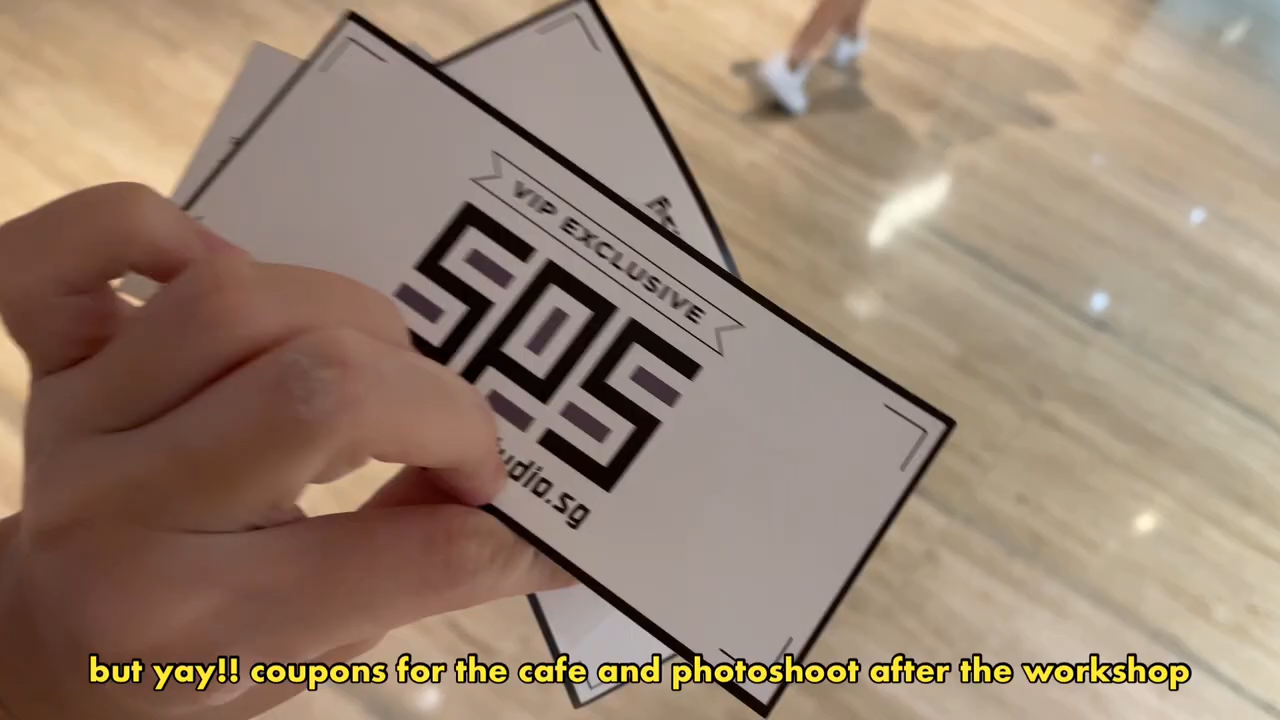 VIP EXCLUSIVE
SPS
udio.sg
but yay!! coupons for the cafe and photoshoot after the workshop